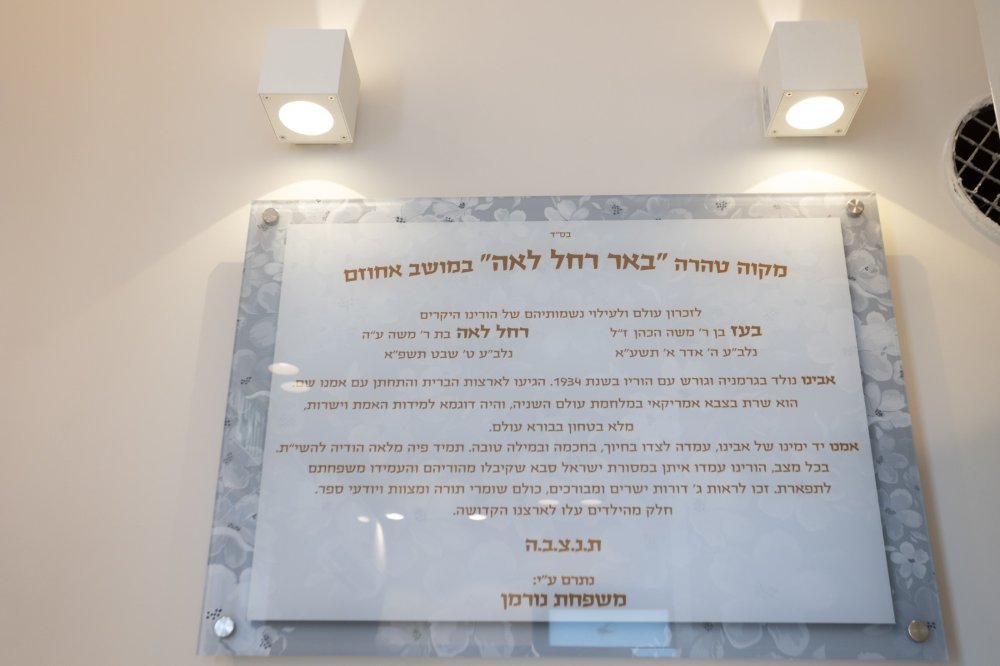 בס״ד
מקוה טהרה "באר רחל לאה" במושב אחוזם
לזכרון עולם ולעילוי נשמותיהם של הורינו היקרים
בעז בן ר׳ משה הכהן ז״ל רחל לאה בת ר׳ משה ע״ה
נלב״ע ה׳ אדר א׳ תשע״א נלב״ע ט׳ שבט תשפ״א
אבינו נולד בגרמניה וגורש עם הוריו בשנת 1934. הגיעו לארצות הברית והתחתן עם אמנו שם.
הוא שרת בצבא אמריקאי במלחמת עולם השניה, והיה דוגמא למידות האמת וישרות,
מלא בטחון בבורא עולם.
אמנו יד ימינו של אבינו, עמדה לצדו בחיוך, בחכמה ובמילה טובה. תמיד פיה מלאה הודיה להשי״ת.
בכל מצב, הורינו עמדו איתן במסורת ישראל סבא שקיבלו מהוריהם והעמידו משפחתם
לתפארת. זכו לראות ג׳ דורות ישרים ומבורכים, כולם שומרי תורה ומצוות ויודעי ספר.
חלק מהילדים עלו לארצנו הקדושה.
ת.נ.צ.ב.ה
נתרם ע״י:
משפחת נורמן